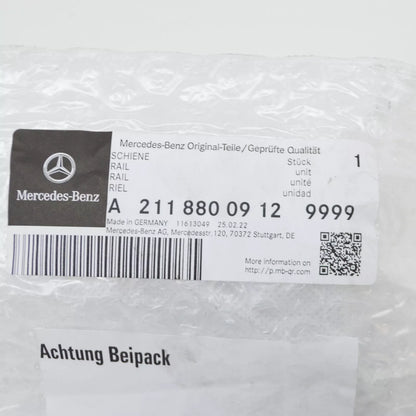 Mercedes-Benz Original-Teile/Geprüfte Qualität
SCHIENE Stück 1
RAIL unit
RAIL unité
RIEL unidad
Mercedes-Benz
A 211 880 09 12 9999
Made in GERMANY 11613049 25.02.22
Mercedes-Benz AG, Mercedesstr.120, 70372 Stuttgart, DE
More information on
http://p.mb-qr.com/
Achtung Beipack